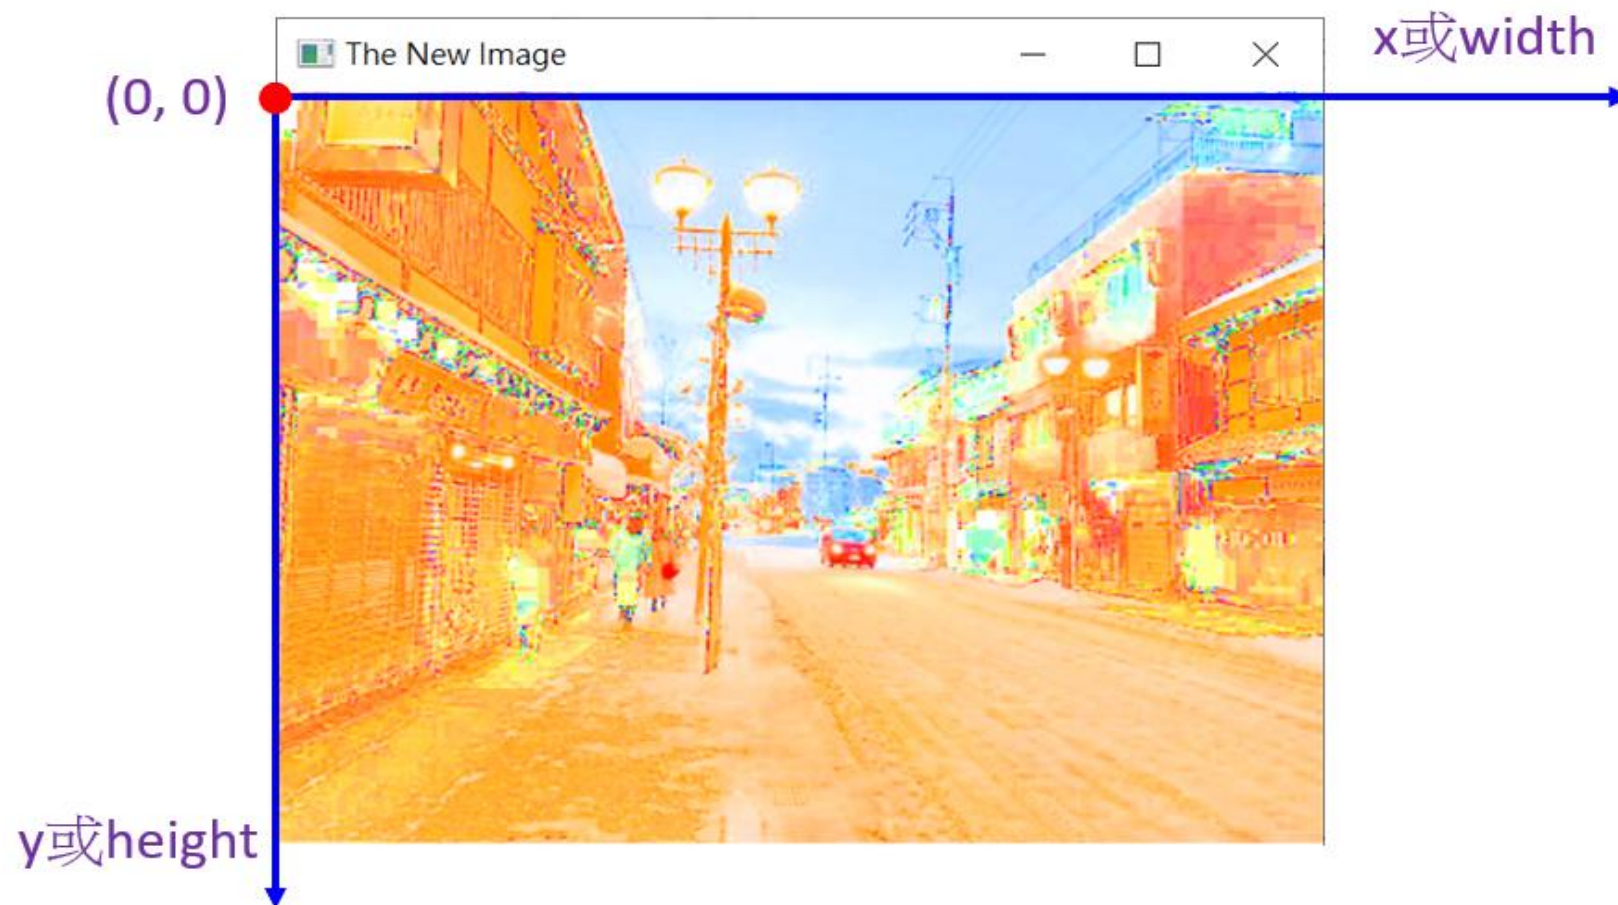 The New Image
x或width
(0, 0)
y或height